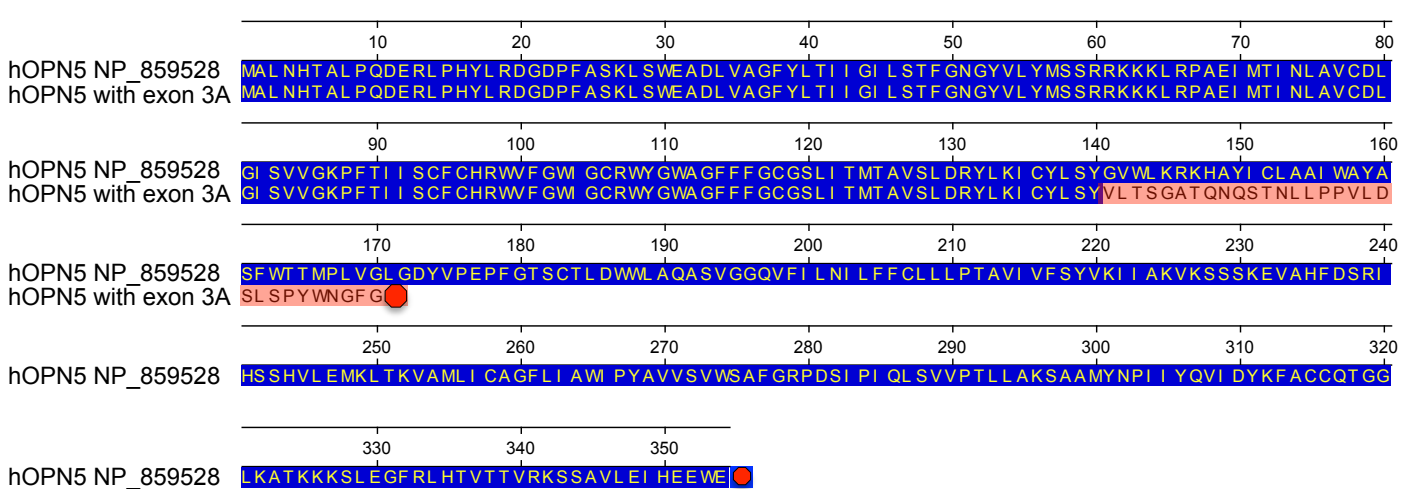 10 20 30 40 50 60 70 80
hOPN5 NP_859528 MALNHTALPQDERLPHYLRDGDPFASKLSWEADLVAGFYLTIIGILSTFGNGYVLYMSSRRKKKLRPAEIMTINLAVCDL
hOPN5 with exon 3A MALNHTALPQDERLPHYLRDGDPFASKLSWEADLVAGFYLTIIGILSTFGNGYVLYMSSRRKKKLRPAEIMTINLAVCDL
90 100 110 120 130 140 150 160
hOPN5 NP_859528 GISVVGKPFTIISCFCHRWVFGWIGCRWYGWAGFFFGCGSLITMTAVSLDRYLKICYLSYGVWLKRKHAYICLAAIWAYA
hOPN5 with exon 3A GISVVGKPFTIISCFCHRWVFGWIGCRWYGWAGFFFGCGSLITMTAVSLDRYLKICYLSYVLTSGATQNQSTNLLPPVLD
170 180 190 200 210 220 230 240
hOPN5 NP_859528 SFWTTMPLVGLGDYVPEPFGTSCTLDWWLAQASVGGQVFILNILFFCLLLPTAVIVFSYVKIIAKVKSSSKEVAHFDSRI
hOPN5 with exon 3A SLSPYWNGFG
250 260 270 280 290 300 310 320
hOPN5 NP_859528 HSSHVLEMKLTKVAMLICAGFLIAWIPYAVVSVWSAFGRPDSIPIQLSVVPTLLAKSAAMYNPIIYQVIDYKFACCQTGG
330 340 350
hOPN5 NP_859528 LKATKKKSLEGFRLHTVTTVRKSSAVLEIHEEWE